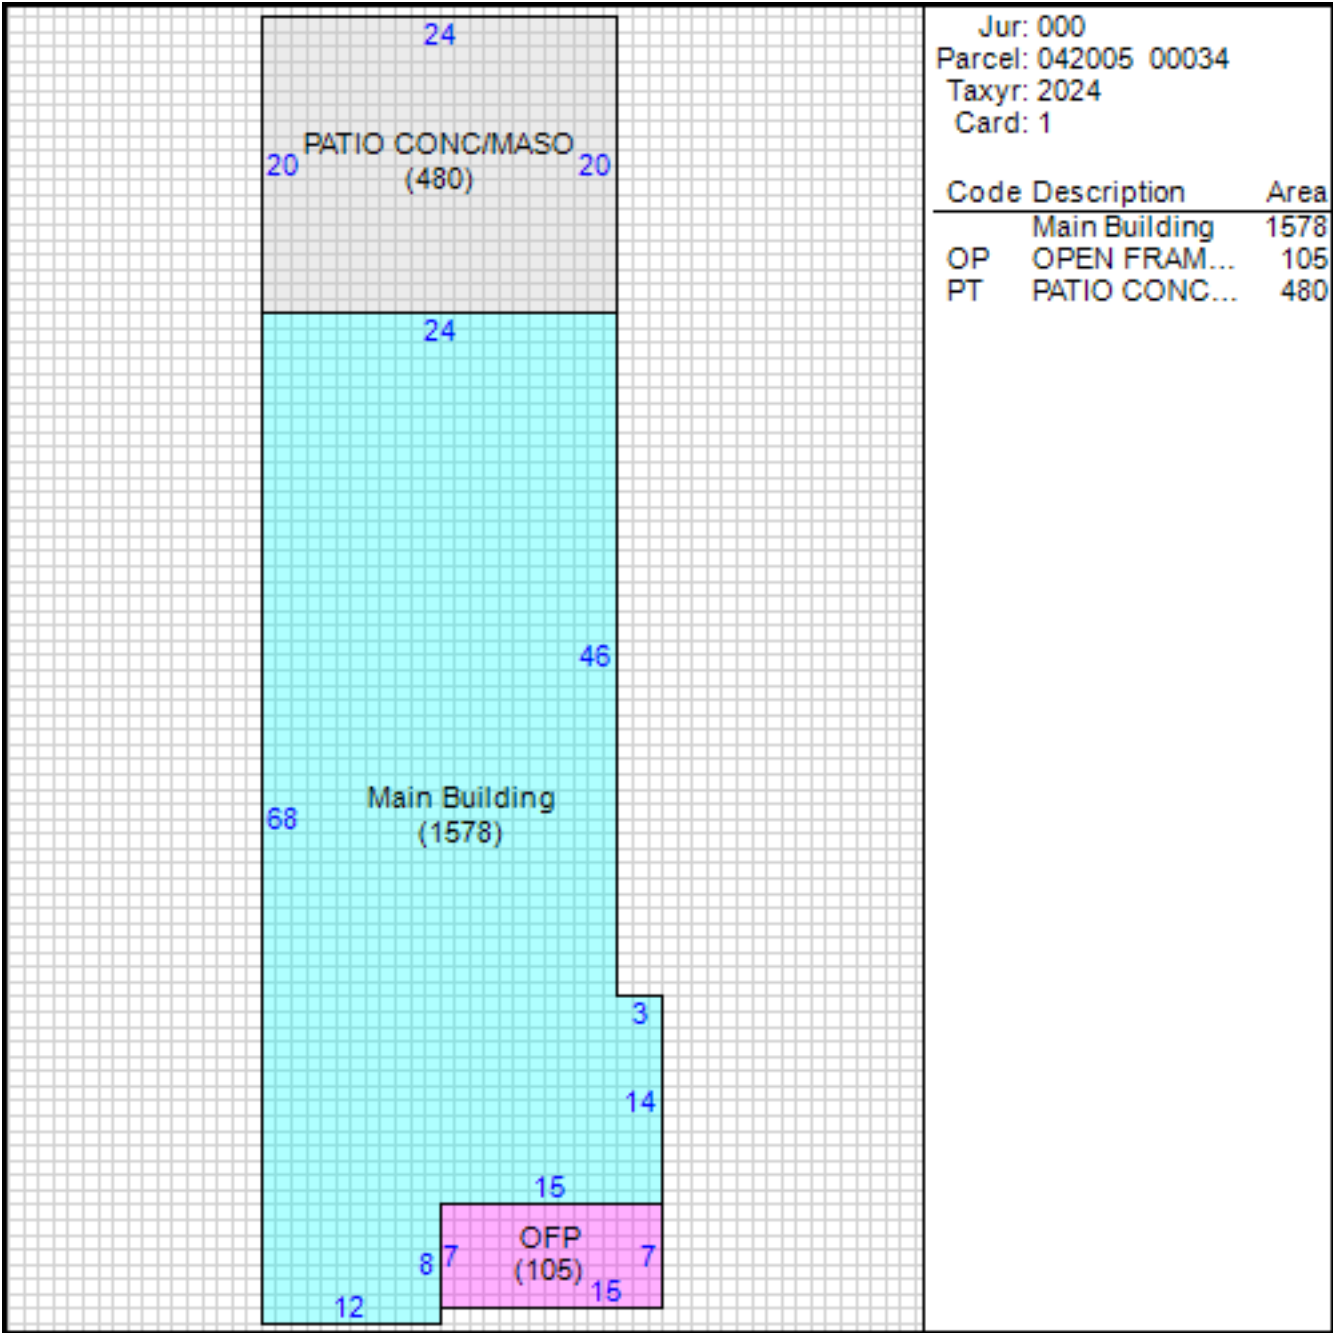 24
PATIO CONC/MASO
20 (480) 20
24
46
Main Building
68 (1578)
3
14
15
OFP
8 7 (105) 7
15
12
Jur: 000
Parcel: 042005 00034
Taxyr: 2024
Card: 1
Code Description Area
Main Building 1578
OP OPEN FRAM... 105
PT PATIO CONC... 480